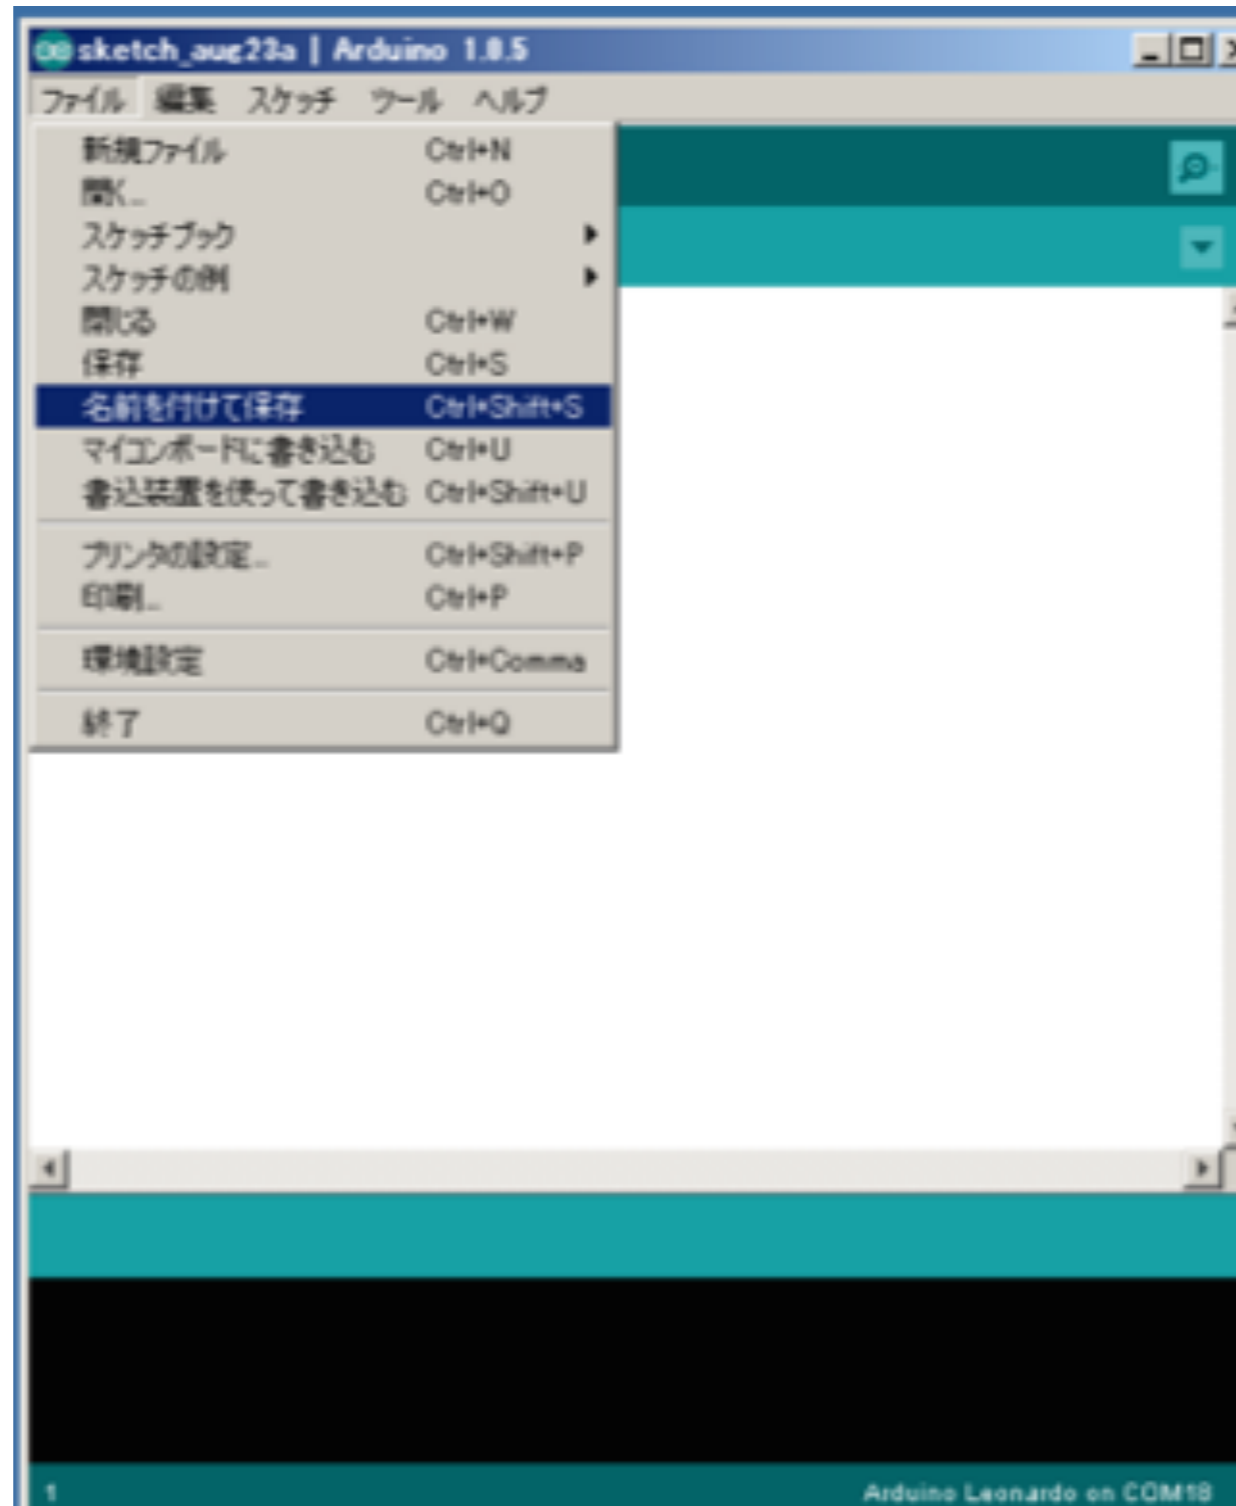 sketch_aug23a | Arduino 1.8.5
ファイル 編集 スケッチ ツール ヘルプ
新規ファイル Ctrl+N
開く... Ctrl+O
スケッチブック
スケッチの例
閉じる Ctrl+W
保存 Ctrl+S
名前を付けて保存 Ctrl+Shift+S
マイコンボードに書き込む Ctrl+U
書込装置を使って書き込む Ctrl+Shift+U
プリンタの設定... Ctrl+Shift+P
印刷... Ctrl+P
環境設定 Ctrl+Comma
終了 Ctrl+Q
1 Arduino Leonardo on COM18